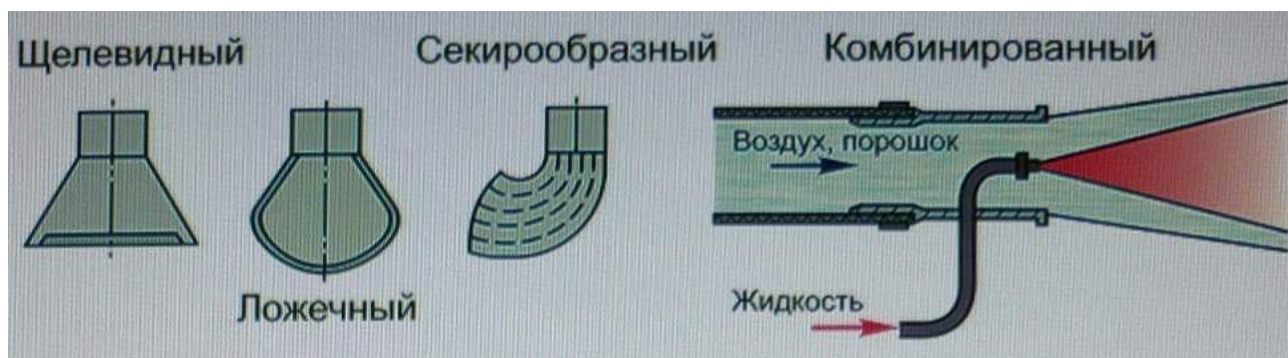 Щелевидный
Секирообразный
Комбинированный
Воздух, порошок
Ложечный
Жидкость